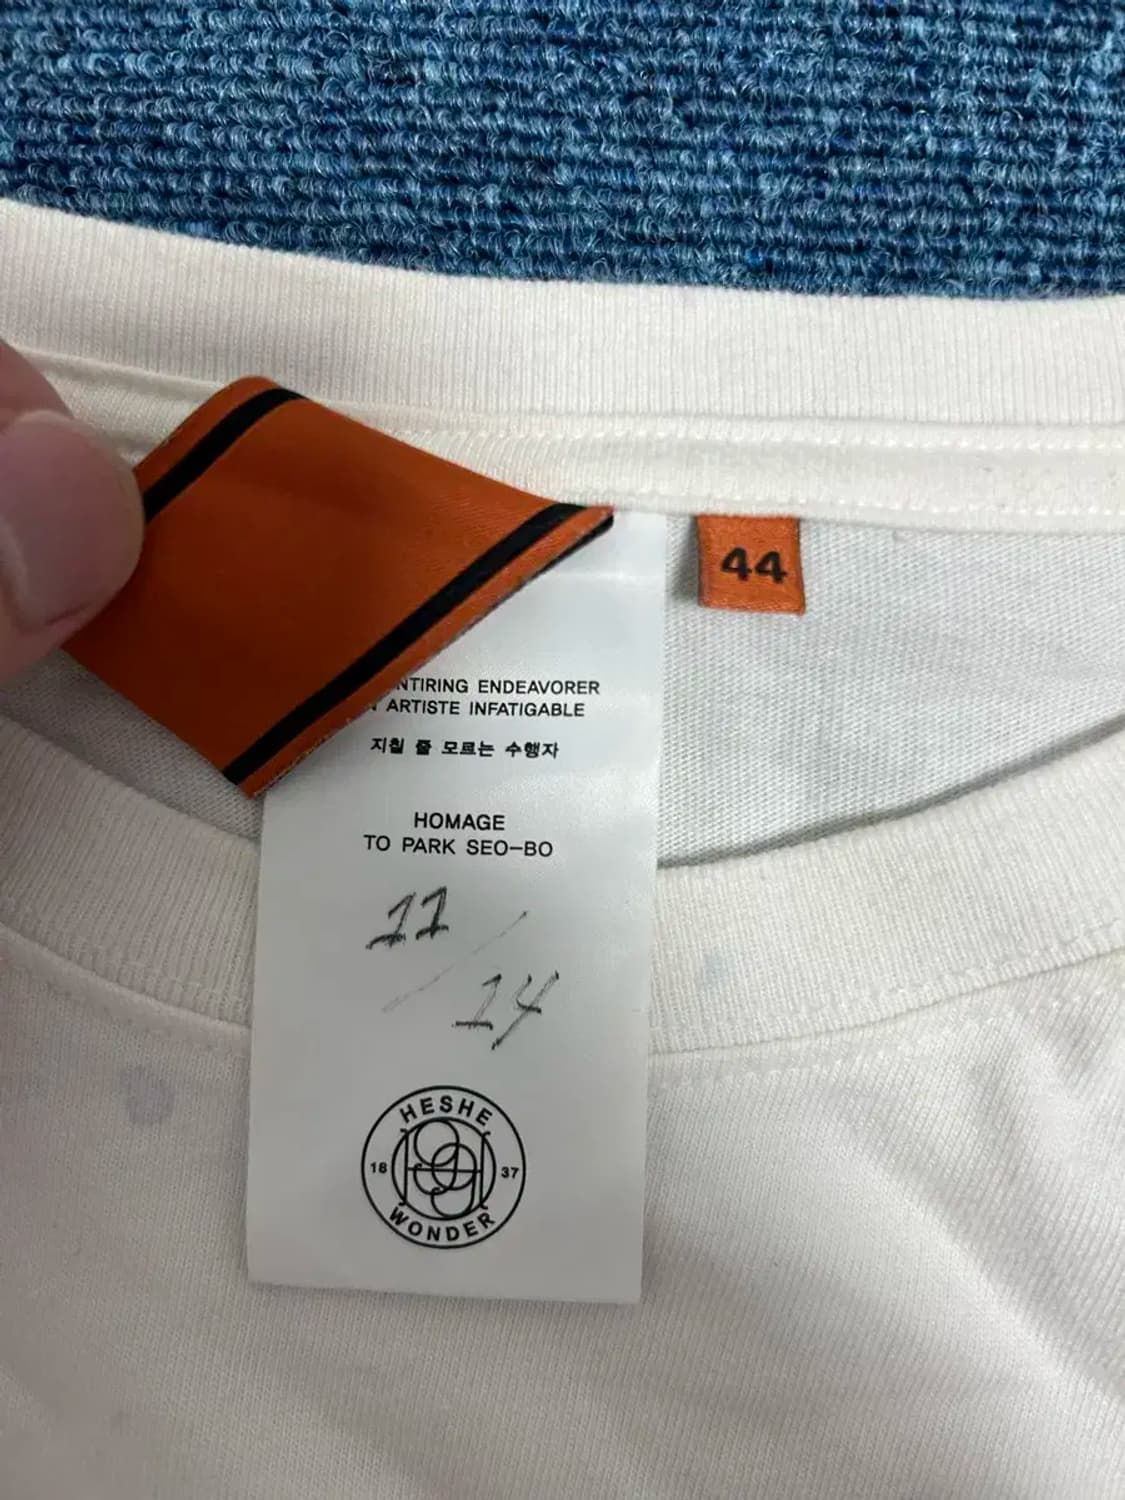 44
NTIRING ENDEAVORER
ARTISTE INFATIGABLE
지칠 줄 모르는 수행자
HOMAGE
TO PARK SEO-BO
11
/
14
HESHE
18 37
WONDER